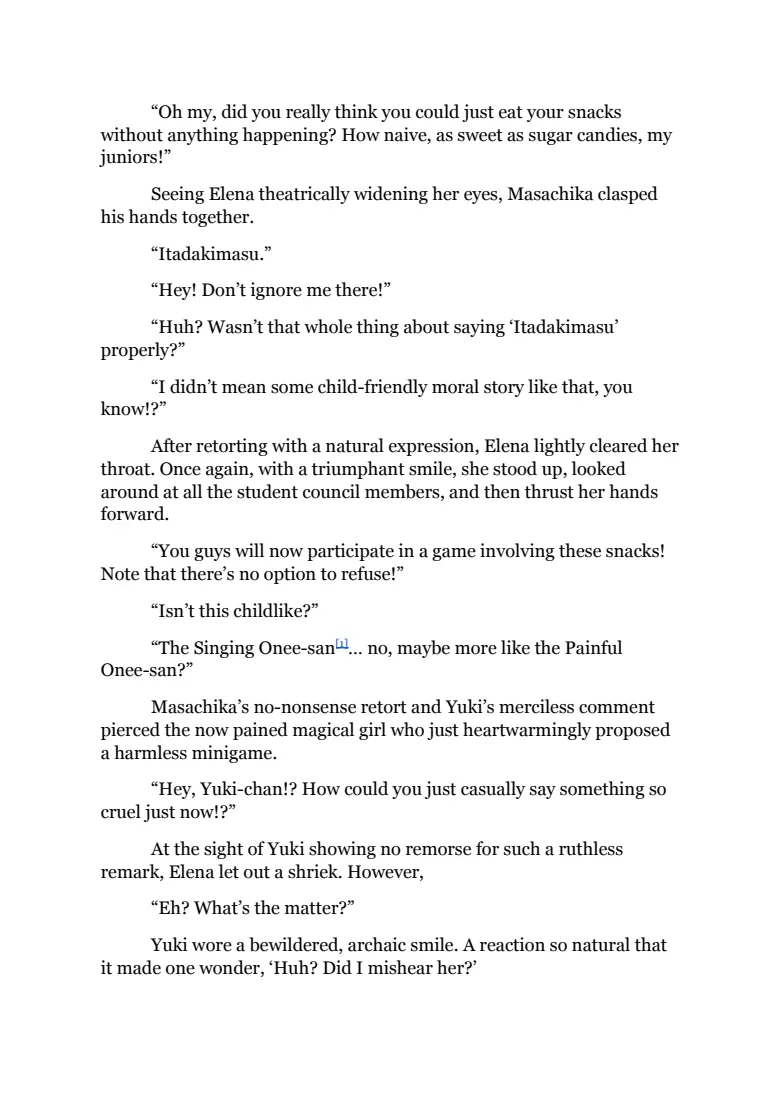 “Oh my, did you really think you could just eat your snacks
without anything happening? How naive, as sweet as sugar candies, my
juniors!”
Seeing Elena theatrically widening her eyes, Masachika clasped
his hands together.
“Itadakimasu.”
“Hey! Don’t ignore me there!”
“Huh? Wasn’t that whole thing about saying ‘Itadakimasu’
properly?”
“I didn’t mean some child-friendly moral story like that, you
know!?”
After retorting with a natural expression, Elena lightly cleared her
throat. Once again, with a triumphant smile, she stood up, looked
around at all the student council members, and then thrust her hands
forward.
“You guys will now participate in a game involving these snacks!
Note that there’s no option to refuse!”
“Isn’t this childlike?”
“The Singing Onee-san[1]... no, maybe more like the Painful
Onee-san?”
Masachika’s no-nonsense retort and Yuki’s merciless comment
pierced the now pained magical girl who just heartwarmingly proposed
a harmless minigame.
“Hey, Yuki-chan!? How could you just casually say something so
cruel just now!?”
At the sight of Yuki showing no remorse for such a ruthless
remark, Elena let out a shriek. However,
“Eh? What’s the matter?”
Yuki wore a bewildered, archaic smile. A reaction so natural that
it made one wonder, ‘Huh? Did I mishear her?’